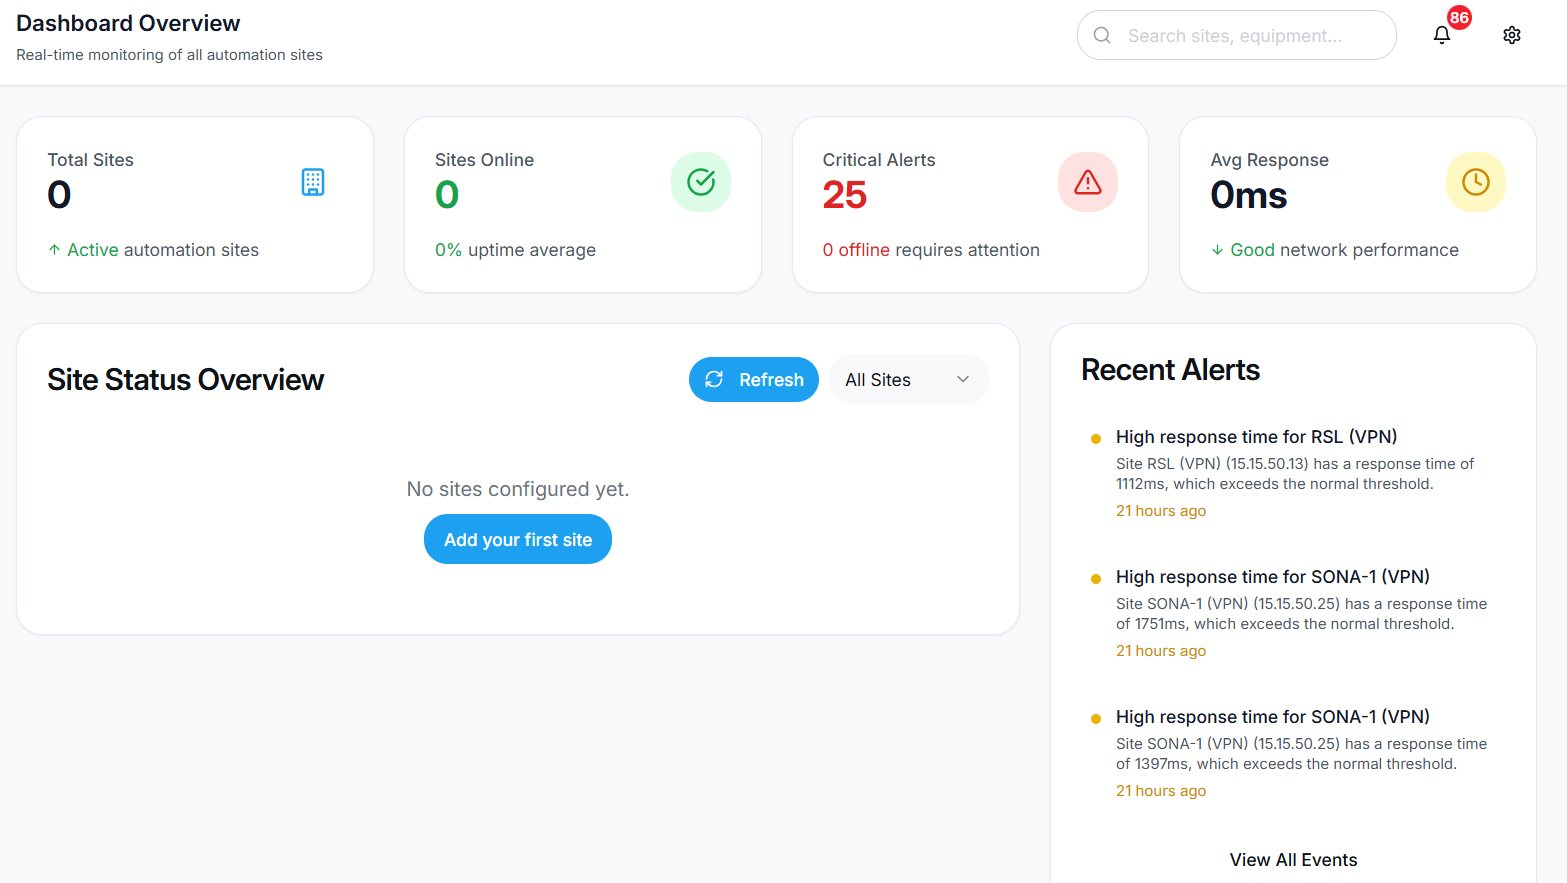 Dashboard Overview
Real-time monitoring of all automation sites
Search sites, equipment...
86
Total Sites
0
Active automation sites
Sites Online
0
0% uptime average
Critical Alerts
25
0 offline requires attention
Avg Response
0ms
Good network performance
Site Status Overview
Refresh
All Sites
No sites configured yet.
Add your first site
Recent Alerts
High response time for RSL (VPN)
Site RSL (VPN) (15.15.50.13) has a response time of
1112ms, which exceeds the normal threshold.
21 hours ago
High response time for SONA-1 (VPN)
Site SONA-1 (VPN) (15.15.50.25) has a response time
of 1751ms, which exceeds the normal threshold.
21 hours ago
High response time for SONA-1 (VPN)
Site SONA-1 (VPN) (15.15.50.25) has a response time
of 1397ms, which exceeds the normal threshold.
21 hours ago
View All Events